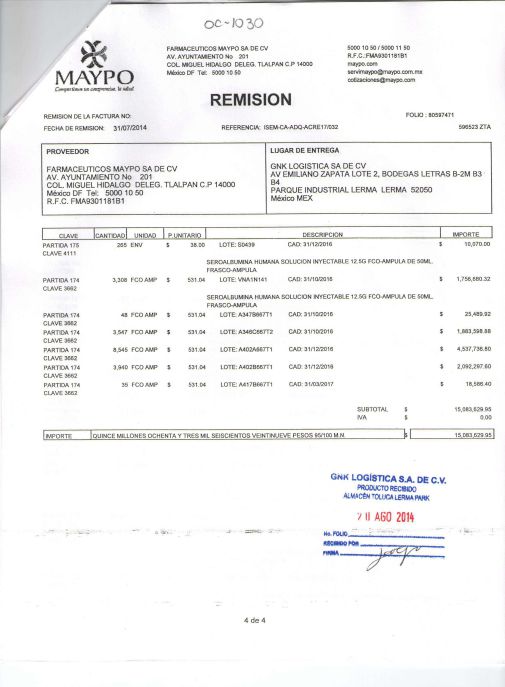 OC-1030
MAYPO
Compartimos un compromiso, la salud
FARMACEUTICOS MAYPO SA DE CV
AV. AYUNTAMIENTO No 201
COL. MIGUEL HIDALGO DELEG. TLALPAN C.P 14000
México DF Tel: 5000 10 50
5000 10 50 / 5000 11 50
R.F.C.:FMA9301181B1
maypo.com
servimaypo@maypo.com.mx
cotizaciones@maypo.com
REMISION
REMISION DE LA FACTURA NO:
FOLIO : 80597471
FECHA DE REMISION: 31/07/2014
REFERENCIA: ISEM-CA-ADQ-ACRE17/032
596523 ZTA
PROVEEDOR
FARMACEUTICOS MAYPO SA DE CV
AV. AYUNTAMIENTO No 201
COL. MIGUEL HIDALGO DELEG. TLALPAN C.P 14000
México DF Tel: 5000 10 50
R.F.C. FMA9301181B1
LUGAR DE ENTREGA
GNK LOGISTICA SA DE CV
AV EMILIANO ZAPATA LOTE 2, BODEGAS LETRAS B-2M B3
B4
PARQUE INDUSTRIAL LERMA LERMA 52050
México MEX
CLAVE CANTIDAD UNIDAD P.UNITARIO DESCRIPCION IMPORTE
PARTIDA 175 265 ENV $ 38.00 LOTE: S0439 CAD: 31/12/2016 $ 10,070.00
CLAVE 4111
SEROALBUMINA HUMANA SOLUCION INYECTABLE 12.5G FCO-AMPULA DE 50ML.
FRASCO-AMPULA
PARTIDA 174 3,308 FCO AMP $ 531.04 LOTE: VNA1N141 CAD: 31/10/2016 $ 1,756,680.32
CLAVE 3662
SEROALBUMINA HUMANA SOLUCION INYECTABLE 12.5G FCO-AMPULA DE 50ML.
FRASCO-AMPULA
PARTIDA 174 48 FCO AMP $ 531.04 LOTE: A347B667T1 CAD: 31/10/2016 $ 25,489.92
CLAVE 3662
PARTIDA 174 3,547 FCO AMP $ 531.04 LOTE: A346C667T2 CAD: 31/10/2016 $ 1,883,598.88
CLAVE 3662
PARTIDA 174 8,545 FCO AMP $ 531.04 LOTE: A402A667T1 CAD: 31/12/2016 $ 4,537,736.80
CLAVE 3662
PARTIDA 174 3,940 FCO AMP $ 531.04 LOTE: A402B667T1 CAD: 31/12/2016 $ 2,092,297.60
CLAVE 3662
PARTIDA 174 35 FCO AMP $ 531.04 LOTE: A417B667T1 CAD: 31/03/2017 $ 18,586.40
CLAVE 3662
SUBTOTAL $ 15,083,629.95
IVA $ 0.00
IMPORTE QUINCE MILLONES OCHENTA Y TRES MIL SEISCIENTOS VEINTINUEVE PESOS 95/100 M.N. $ 15,083,629.95
GNK LOGÍSTICA S.A. DE C.V.
PRODUCTO RECIBIDO
ALMACÉN TOLUCA LERMA PARK
AGO 2014
No. FOLIO
RECIBIDO POR
FIRMA
4 de 4